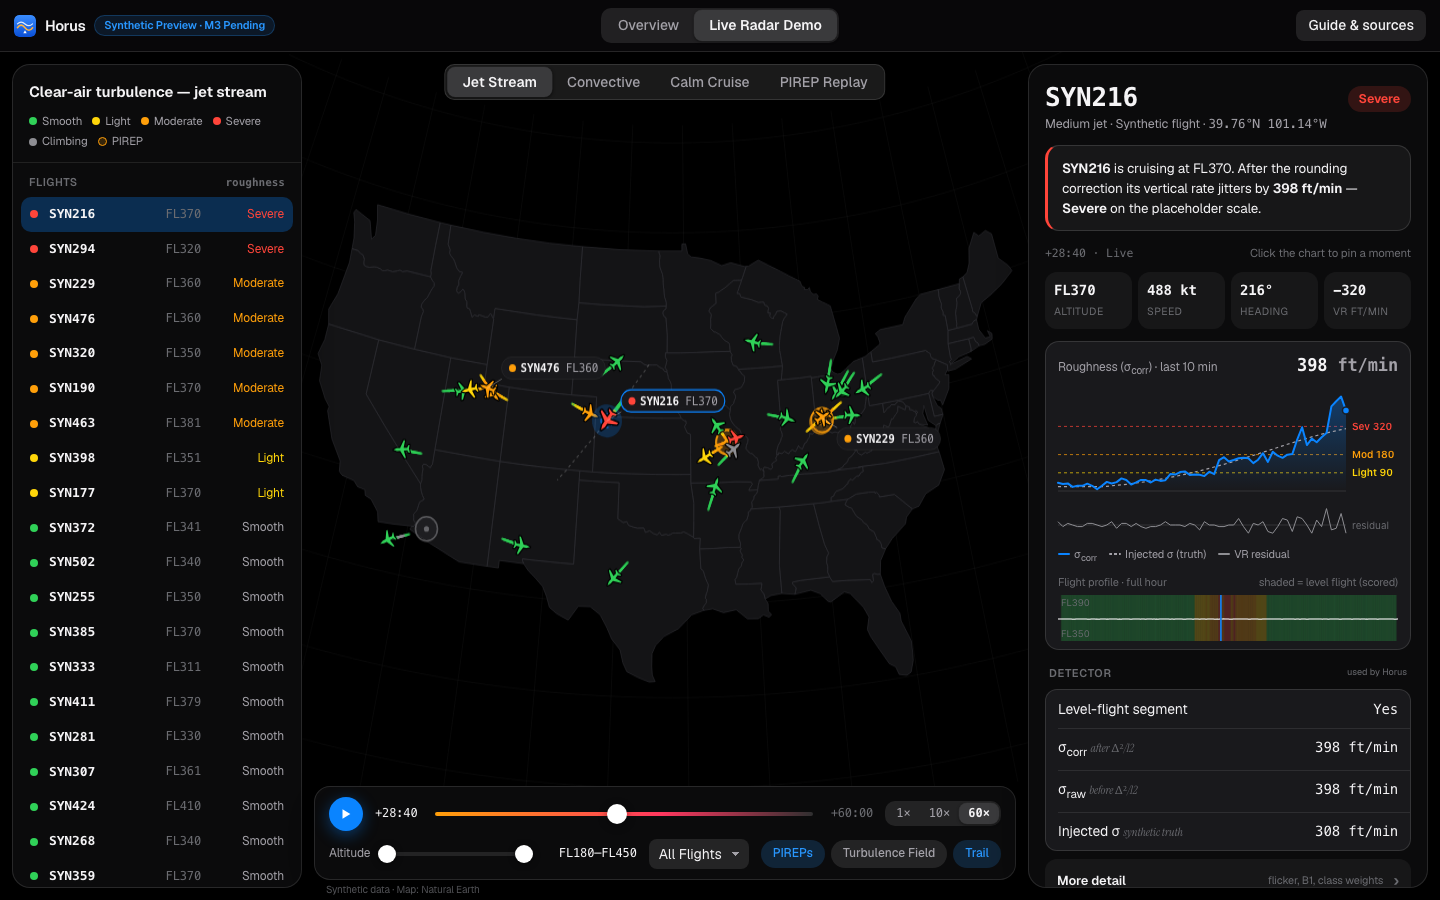 Horus
Synthetic Preview · M3 Pending
Overview
Live Radar Demo
Guide & sources
Clear-air turbulence — jet stream
Smooth
Light
Moderate
Severe
Climbing
PIREP
FLIGHTS
roughness
SYN216 FL370 Severe
SYN294 FL320 Severe
SYN229 FL360 Moderate
SYN476 FL360 Moderate
SYN320 FL350 Moderate
SYN190 FL370 Moderate
SYN463 FL381 Moderate
SYN398 FL351 Light
SYN177 FL370 Light
SYN372 FL341 Smooth
SYN502 FL340 Smooth
SYN255 FL350 Smooth
SYN385 FL370 Smooth
SYN333 FL311 Smooth
SYN411 FL379 Smooth
SYN281 FL330 Smooth
SYN307 FL361 Smooth
SYN424 FL410 Smooth
SYN268 FL340 Smooth
SYN359 FL370 Smooth
Jet Stream
Convective
Calm Cruise
PIREP Replay
SYN476 FL360
SYN216 FL370
SYN229 FL360
+28:40
+60:00
1×
10×
60×
Altitude
FL180–FL450
All Flights
PIREPs
Turbulence Field
Trail
Synthetic data · Map: Natural Earth
SYN216
Severe
Medium jet · Synthetic flight · 39.76°N 101.14°W
SYN216 is cruising at FL370. After the rounding
correction its vertical rate jitters by 398 ft/min —
Severe on the placeholder scale.
+28:40 · Live
Click the chart to pin a moment
FL370
ALTITUDE
488 kt
SPEED
216°
HEADING
−320
VR FT/MIN
Roughness (σcorr) · last 10 min
398 ft/min
Sev 320
Mod 180
Light 90
residual
σcorr
Injected σ (truth)
VR residual
Flight profile · full hour
shaded = level flight (scored)
FL390
FL350
DETECTOR
used by Horus
Level-flight segment Yes
σcorr after Δ²/12 398 ft/min
σraw before Δ²/12 398 ft/min
Injected σ synthetic truth 308 ft/min
More detail
flicker, B1, class weights ›